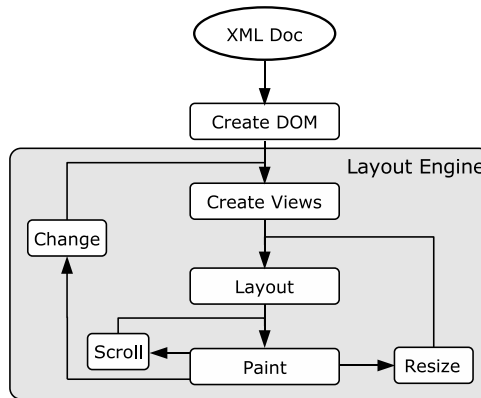 XML Doc
Create DOM
Layout Engine
Create Views
Change
Layout
Scroll
Paint
Resize